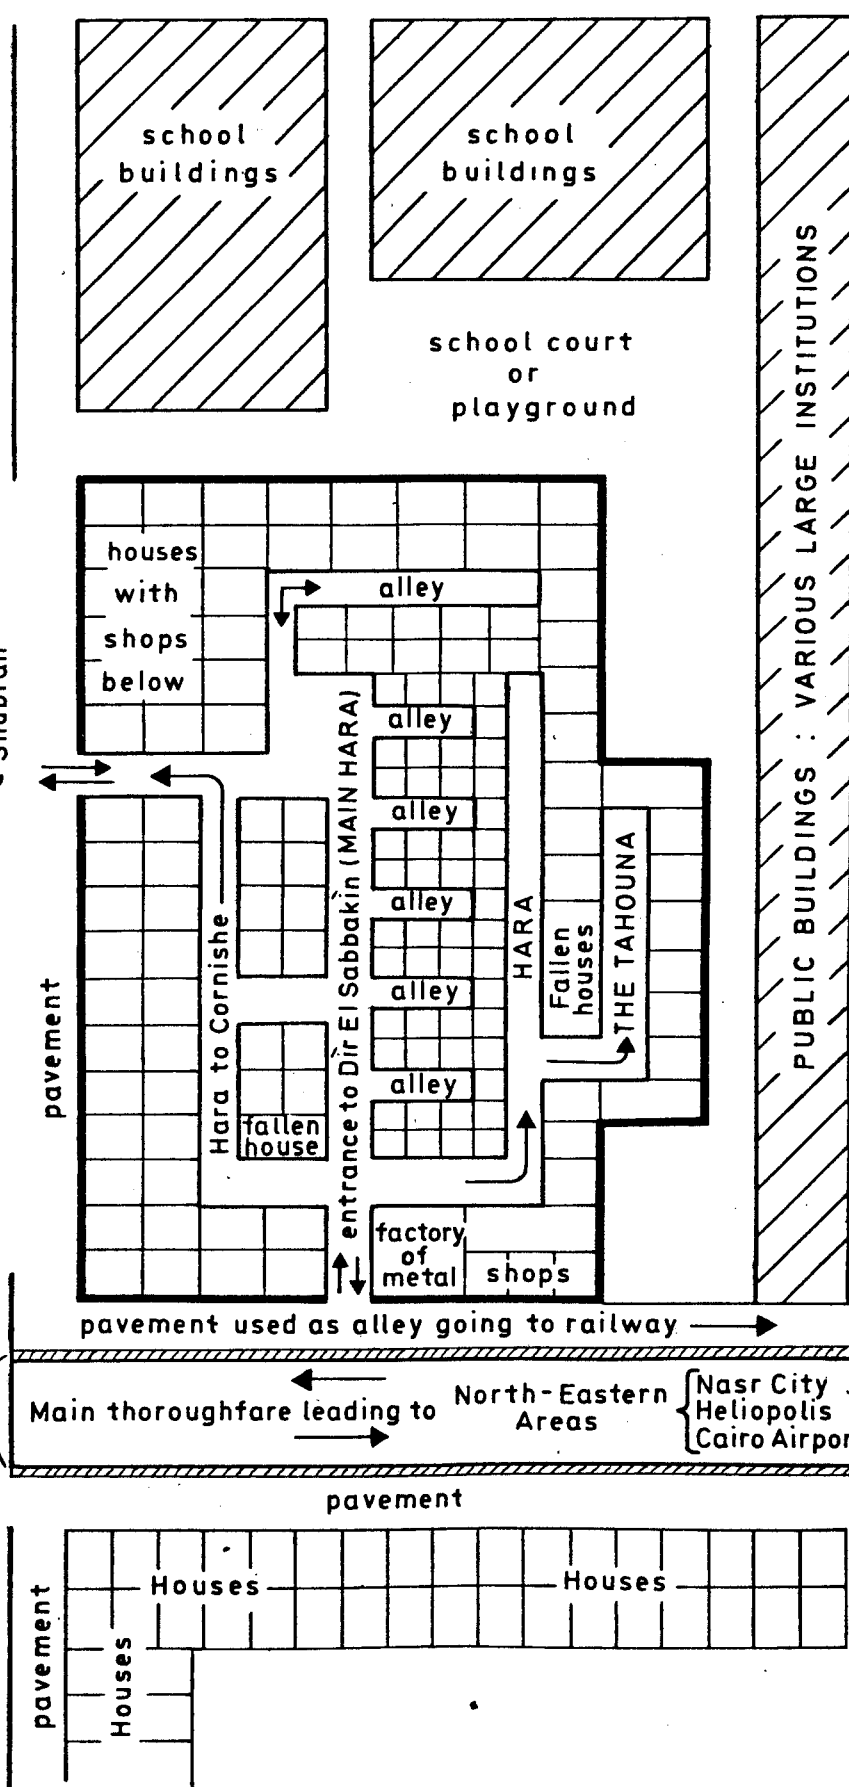 school
buildings
school
buildings
school court
or
playground
PUBLIC BUILDINGS : VARIOUS LARGE INSTITUTIONS
houses
with
shops
below
alley
alley
alley
alley
alley
alley
entrance to Dir El Sabbakin (MAIN HARA)
HARA
Fallen
houses
THE TAHOUNA
Hara to Cornishe
pavement
fallen
house
factory
of
metal
shops
pavement used as alley going to railway
Main thoroughfare leading to
North-Eastern
Areas
Nasr City
Heliopolis
Cairo Airpor
pavement
Houses
Houses
pavement
Houses